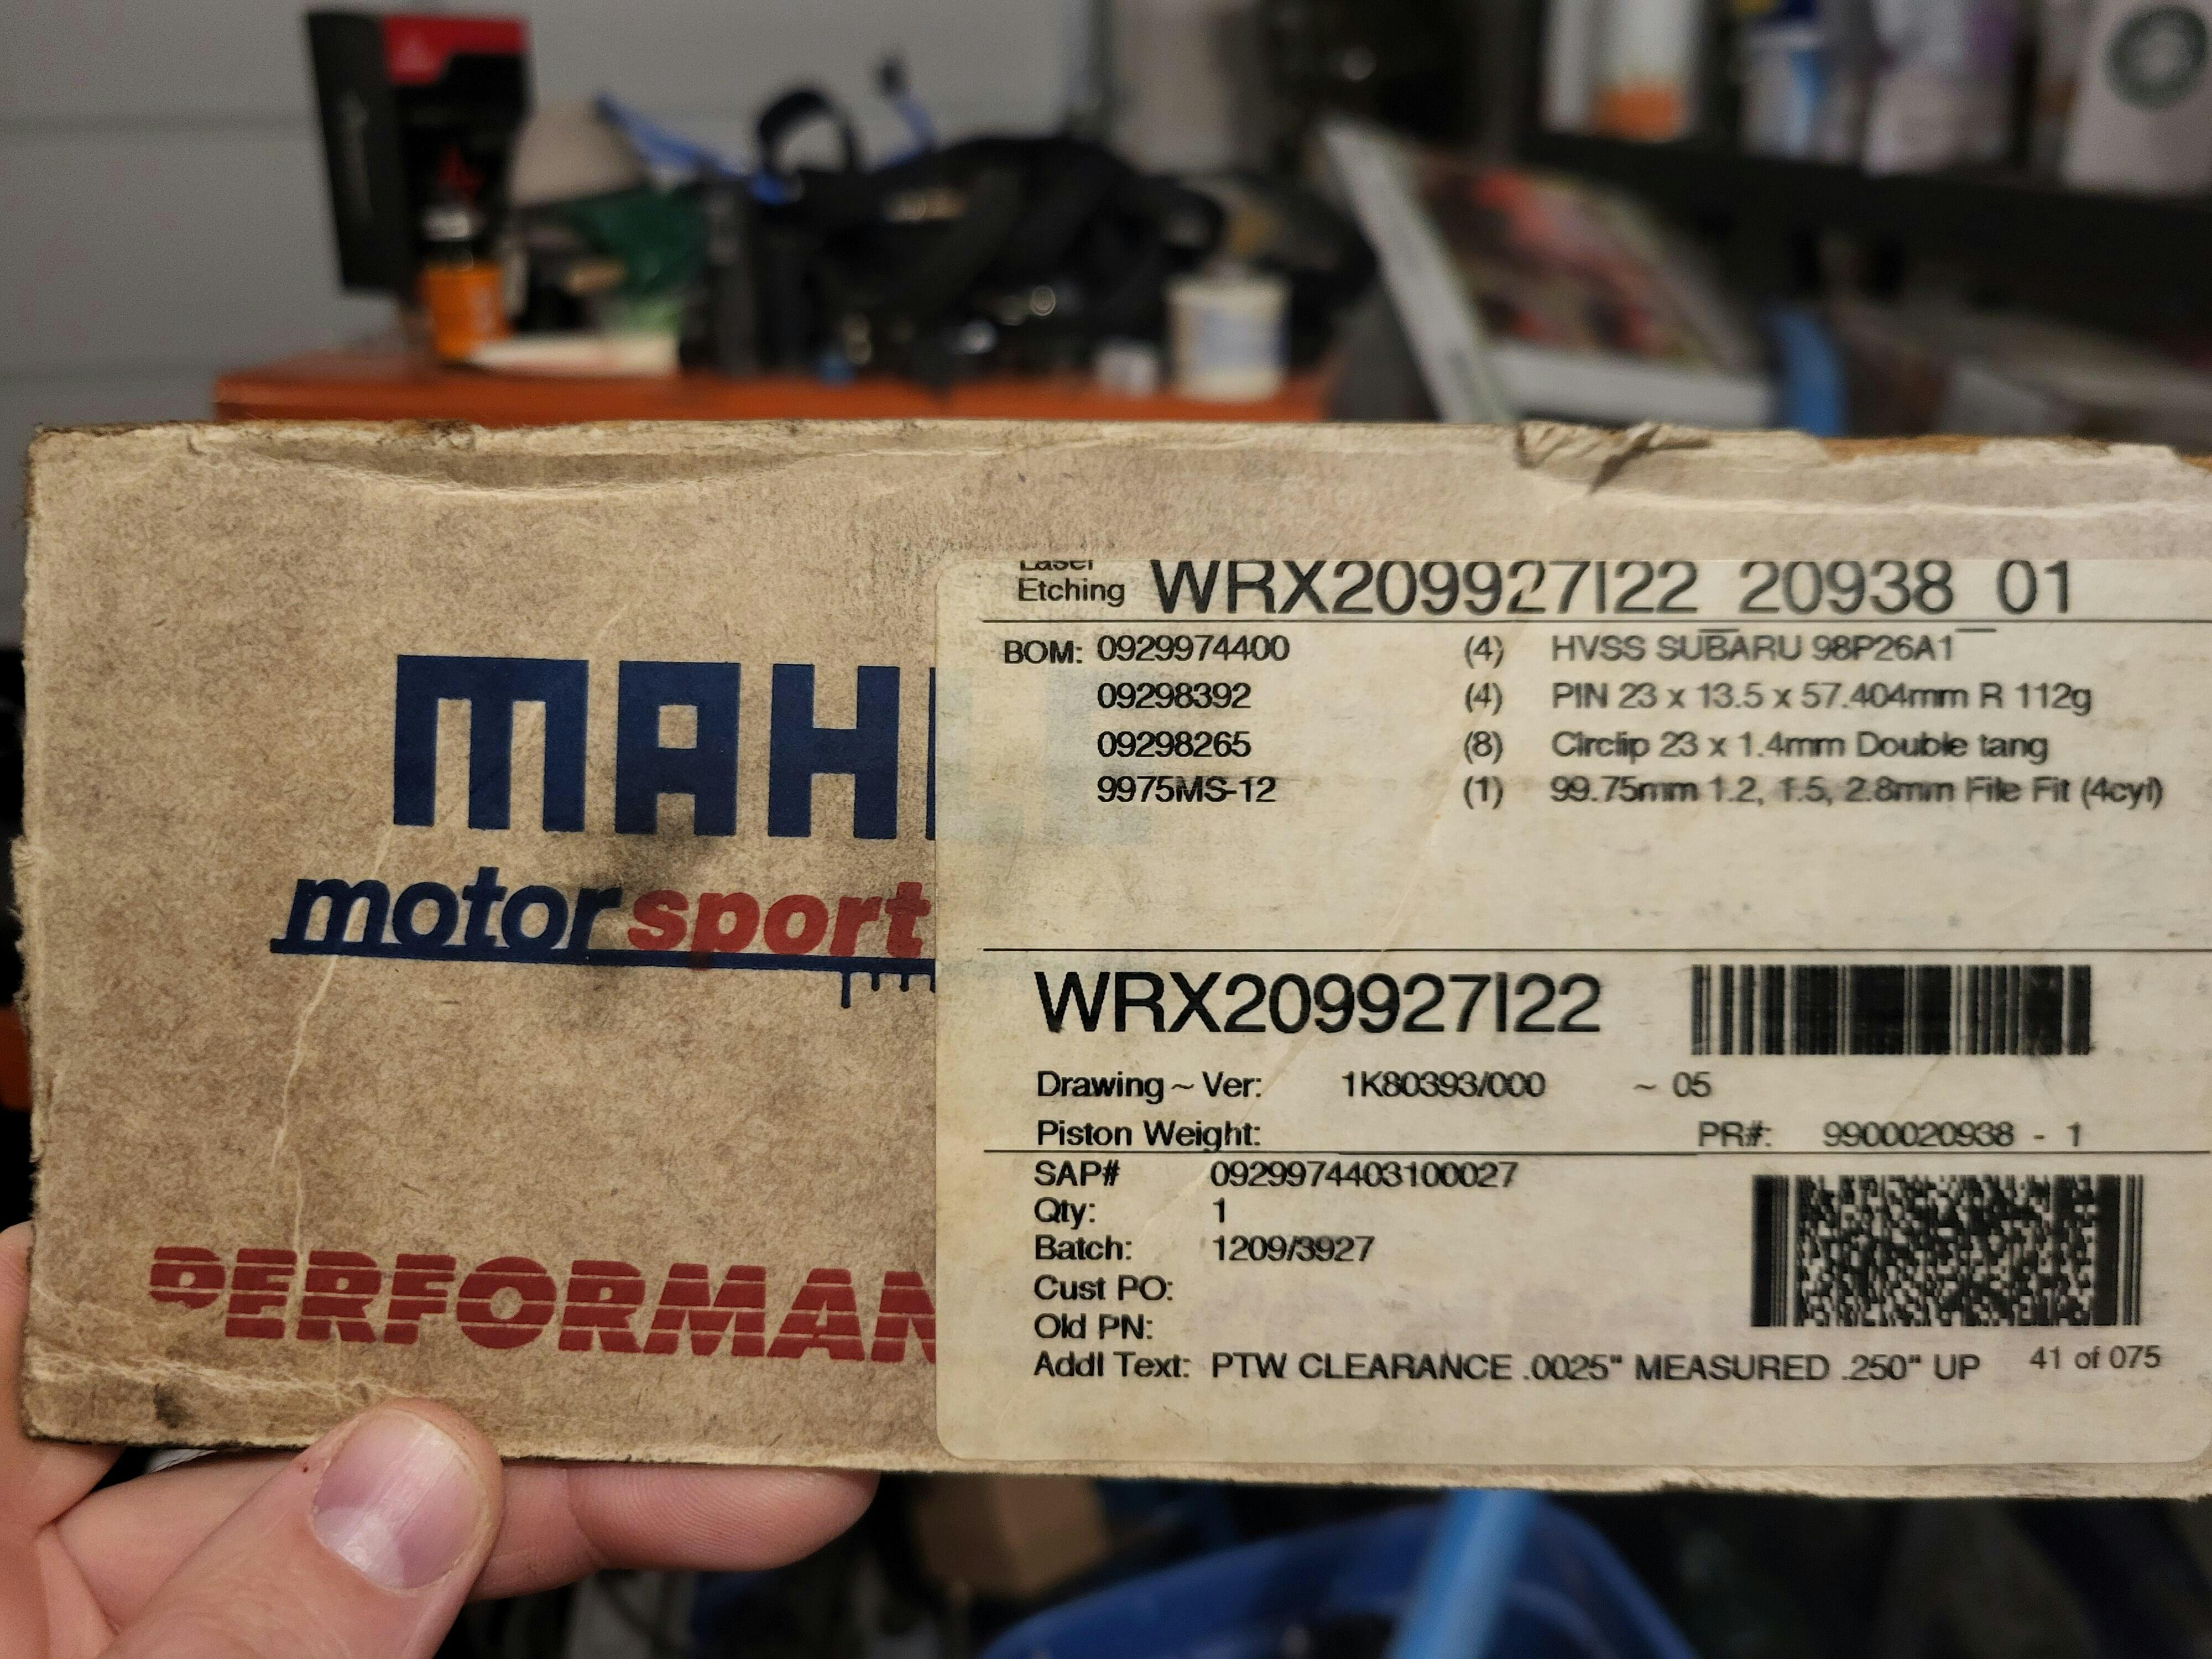 MAH
motorsport
PERFORMAN
Laser
Etching WRX209927I22_20938_01
BOM: 0929974400 (4) HVSS SUBARU 98P26A1
09298392 (4) PIN 23 x 13.5 x 57.404mm R 112g
09298265 (8) Circlip 23 x 1.4mm Double tang
9975MS-12 (1) 99.75mm 1.2, 1.5, 2.8mm File Fit (4cyl)
WRX209927I22
Drawing ~ Ver: 1K80393/000 ~ 05
Piston Weight: PR#: 9900020938 - 1
SAP# 0929974403100027
Qty: 1
Batch: 1209/3927
Cust PO:
Old PN:
Addl Text: PTW CLEARANCE .0025" MEASURED .250" UP 41 of 075